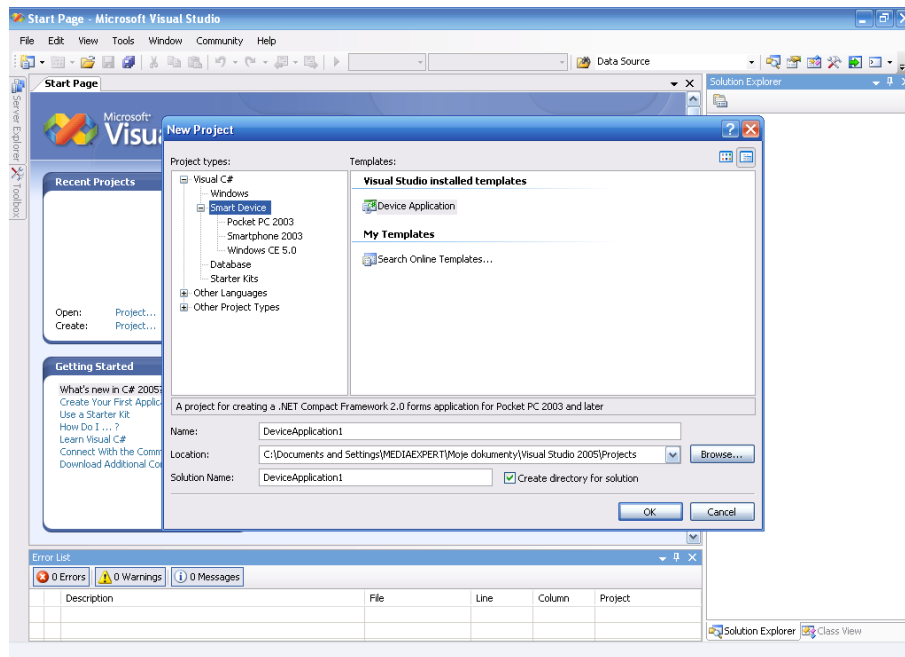 Start Page - Microsoft Visual Studio
File Edit View Tools Window Community Help
Data Source
Server Explorer
Toolbox
Start Page
Solution Explorer
Microsoft
New Project
Project types:
Templates:
Visual C#
Windows
Smart Device
Pocket PC 2003
Smartphone 2003
Windows CE 5.0
Database
Starter Kits
Other Languages
Other Project Types
Visual Studio installed templates
Device Application
My Templates
Search Online Templates...
A project for creating a .NET Compact Framework 2.0 forms application for Pocket PC 2003 and later
Name: DeviceApplication1
Location: C:\Documents and Settings\MEDIAEXPERT\Moje dokumenty\Visual Studio 2005\Projects Browse...
Solution Name: DeviceApplication1 Create directory for solution
OK Cancel
Recent Projects
Open: Project...
Create: Project...
Getting Started
What's new in C# 2005?
Create Your First Applic
Use a Starter Kit
How Do I ... ?
Learn Visual C#
Connect With the Comm
Download Additional Co
Error List
0 Errors 0 Warnings 0 Messages
Description File Line Column Project
Solution Explorer Class View